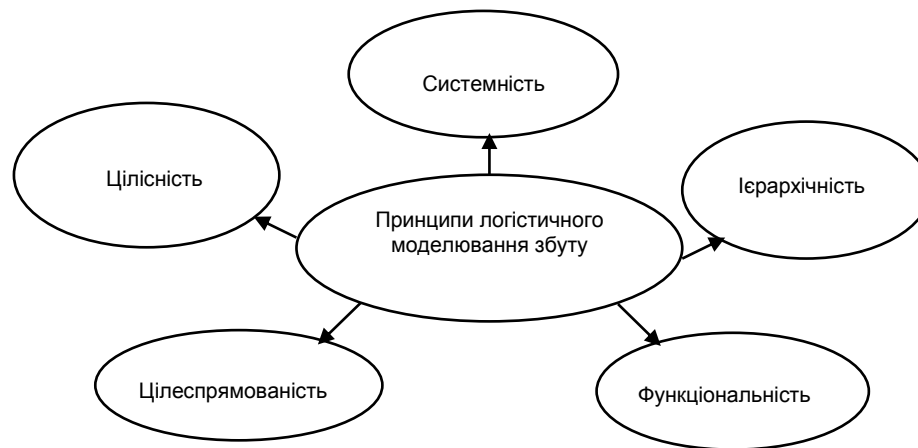 Системність
Цілісність
Ієрархічність
Принципи логістичного
моделювання збуту
Цілеспрямованість
Функціональність